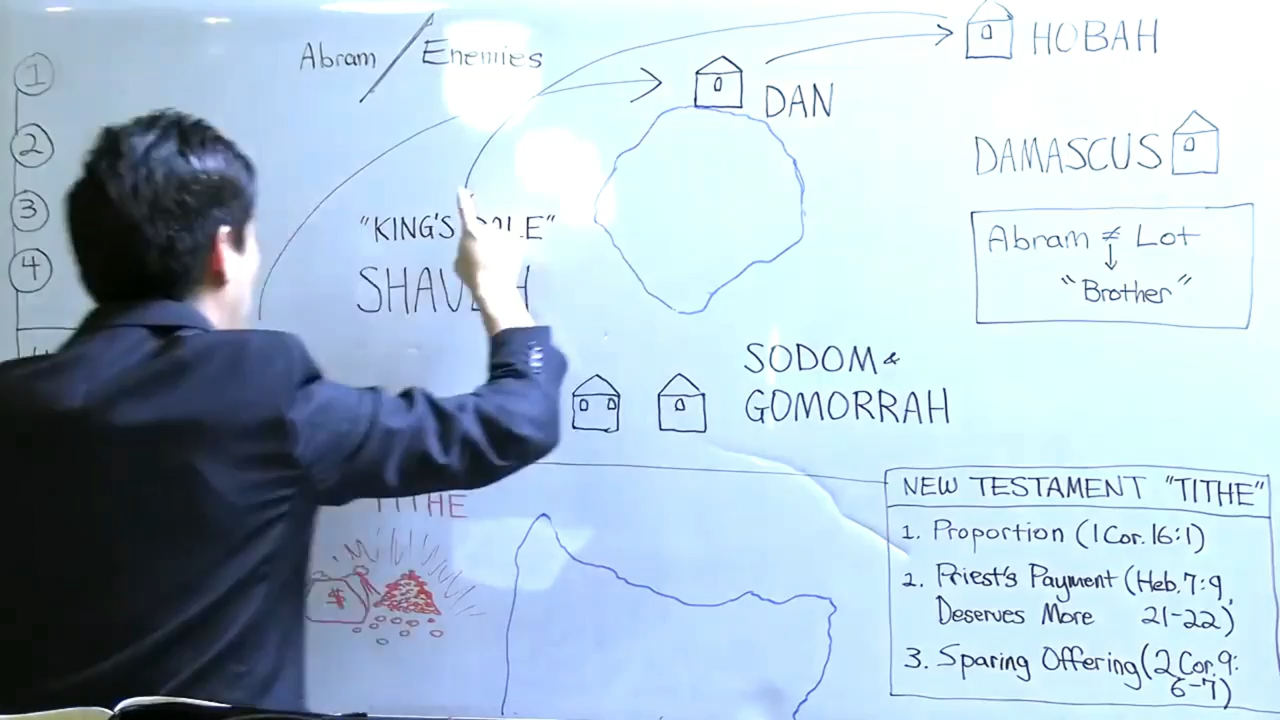 1
2
3
4
Abram / Enemies
HOBAH
DAN
DAMASCUS
Abram ≠ Lot
↓
"Brother"
"KING'S
SODOM &
GOMORRAH
TITHE
$
NEW TESTAMENT "TITHE"
1. Proportion (1 Cor. 16:1)
2. Priest's Payment (Heb. 7:9,
Deserves More 21-22)
3. Sparing Offering (2 Cor. 9:
6-7)